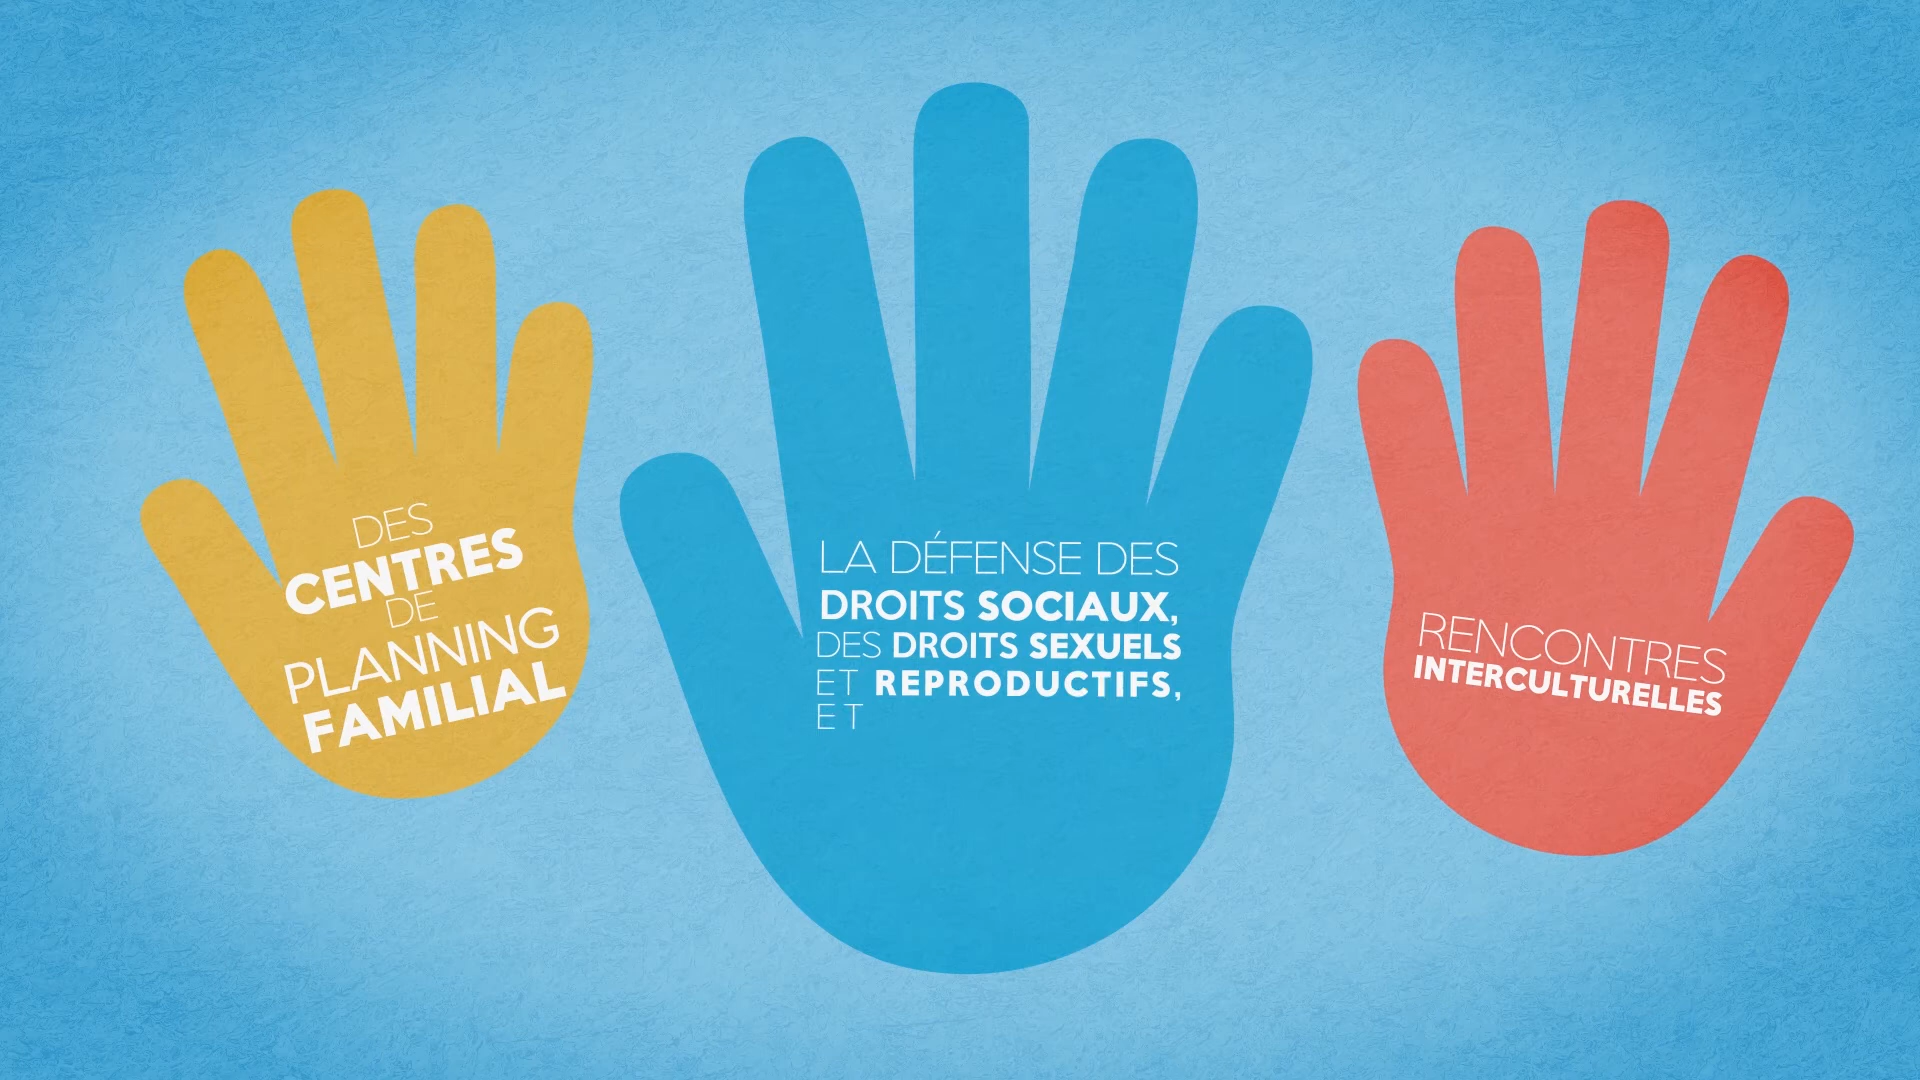 DES
CENTRES
DE
PLANNING
FAMILIAL
LA DÉFENSE DES
DROITS SOCIAUX,
DES DROITS SEXUELS
ET REPRODUCTIFS,
ET
RENCONTRES
INTERCULTURELLES